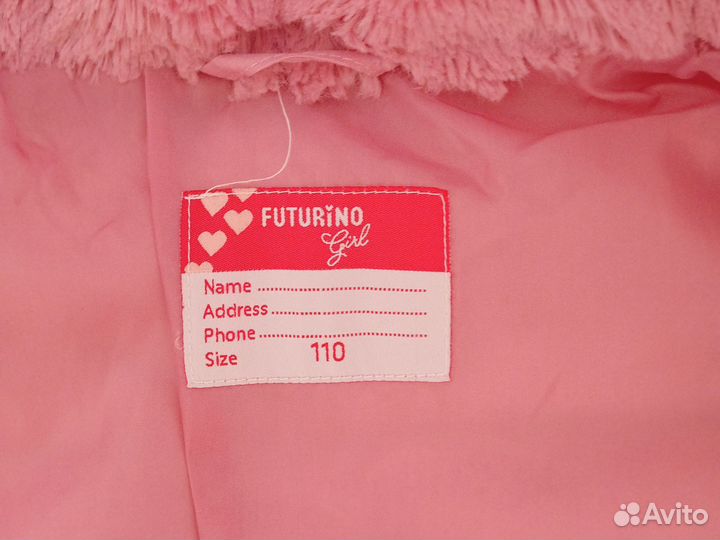 FUTURiNO
Girl
Name ................................
Address ............................
Phone ..............................
Size 110
Avito